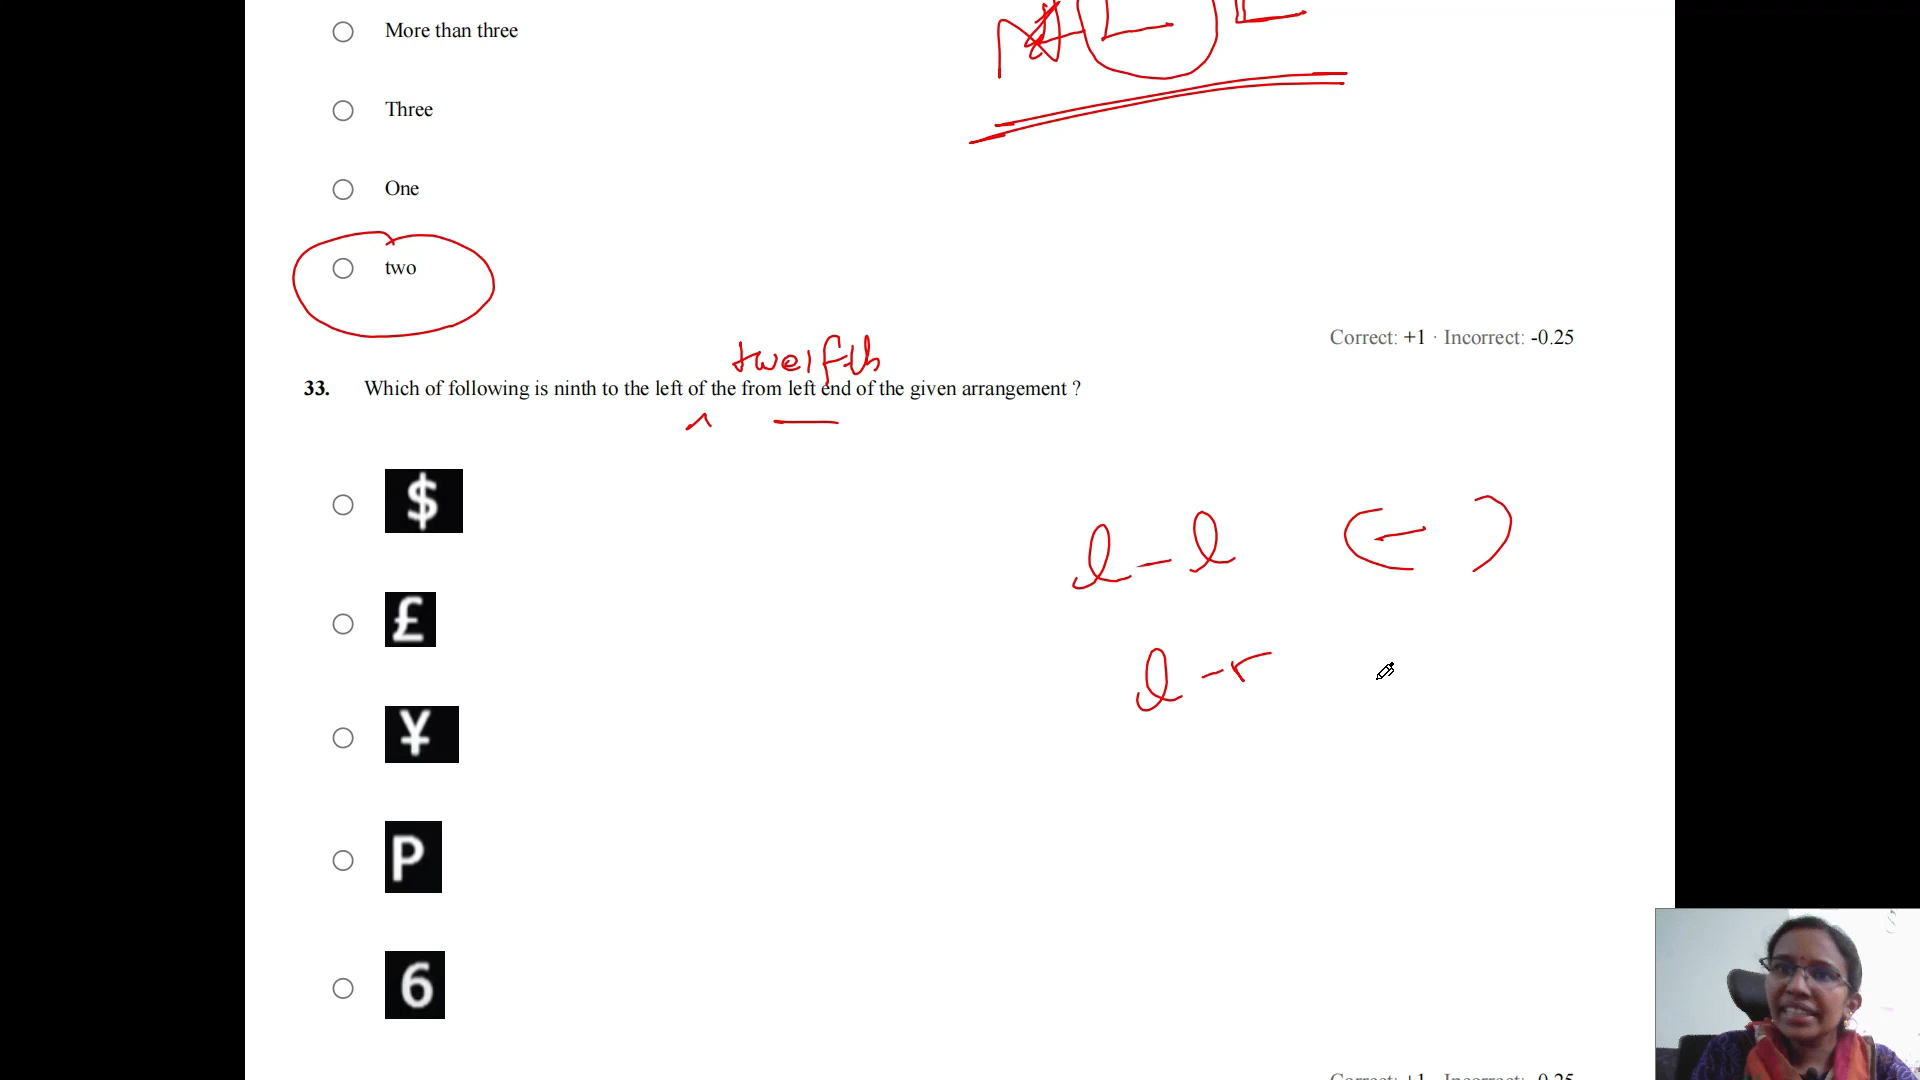 More than three
Three
One
two
Correct: +1 · Incorrect: -0.25
twelfth
33. Which of following is ninth to the left of the from left end of the given arrangement ?
$
l - l (← )
£
l - r
¥
P
6